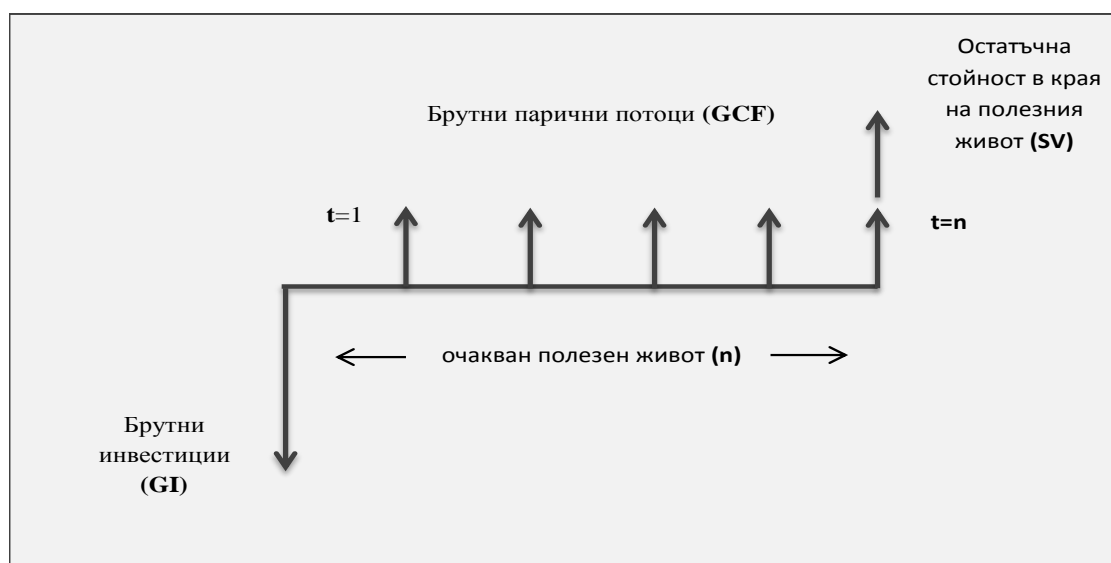 Остатъчна
стойност в края
на полезния
живот (SV)
Брутни парични потоци (GCF)
t=1
t=n
очакван полезен живот (n)
Брутни
инвестиции
(GI)